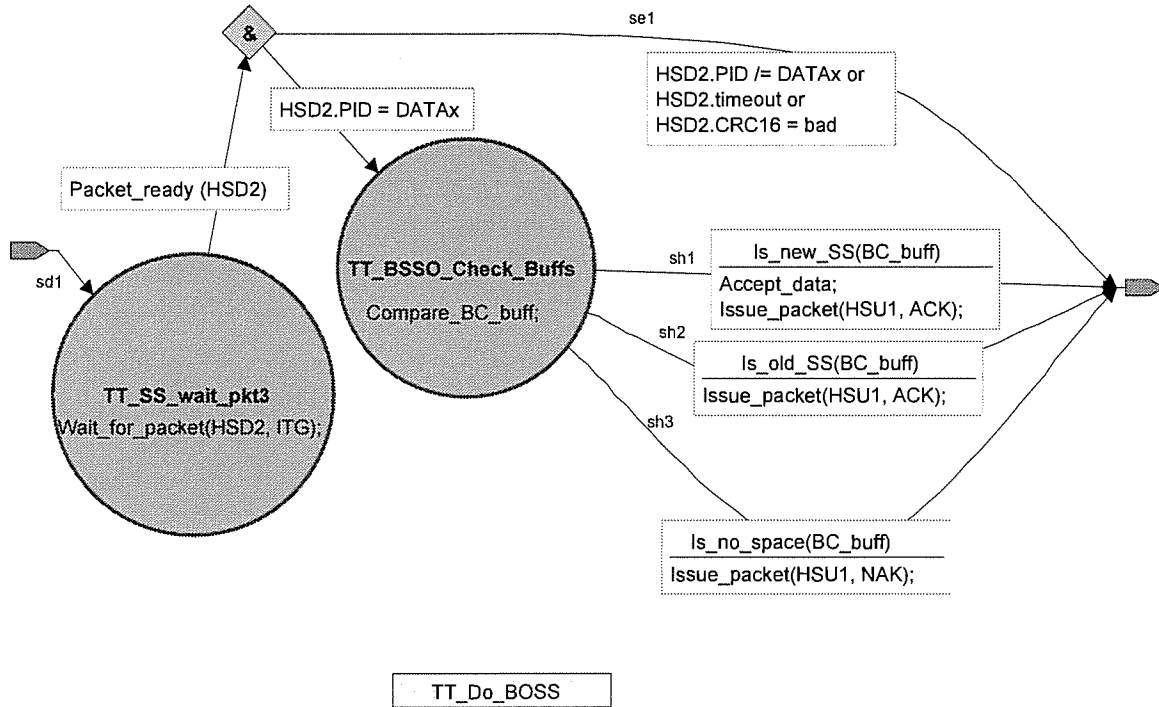 se1
&
HSD2.PID /= DATAx or
HSD2.timeout or
HSD2.CRC16 = bad
HSD2.PID = DATAx
Packet_ready (HSD2)
sd1
TT_SS_wait_pkt3
Wait_for_packet(HSD2, ITG);
TT_BSSO_Check_Buffs
Compare_BC_buff;
sh1
Is_new_SS(BC_buff)
Accept_data;
Issue_packet(HSU1, ACK);
sh2
Is_old_SS(BC_buff)
Issue_packet(HSU1, ACK);
sh3
Is_no_space(BC_buff)
Issue_packet(HSU1, NAK);
TT_Do_BOSS